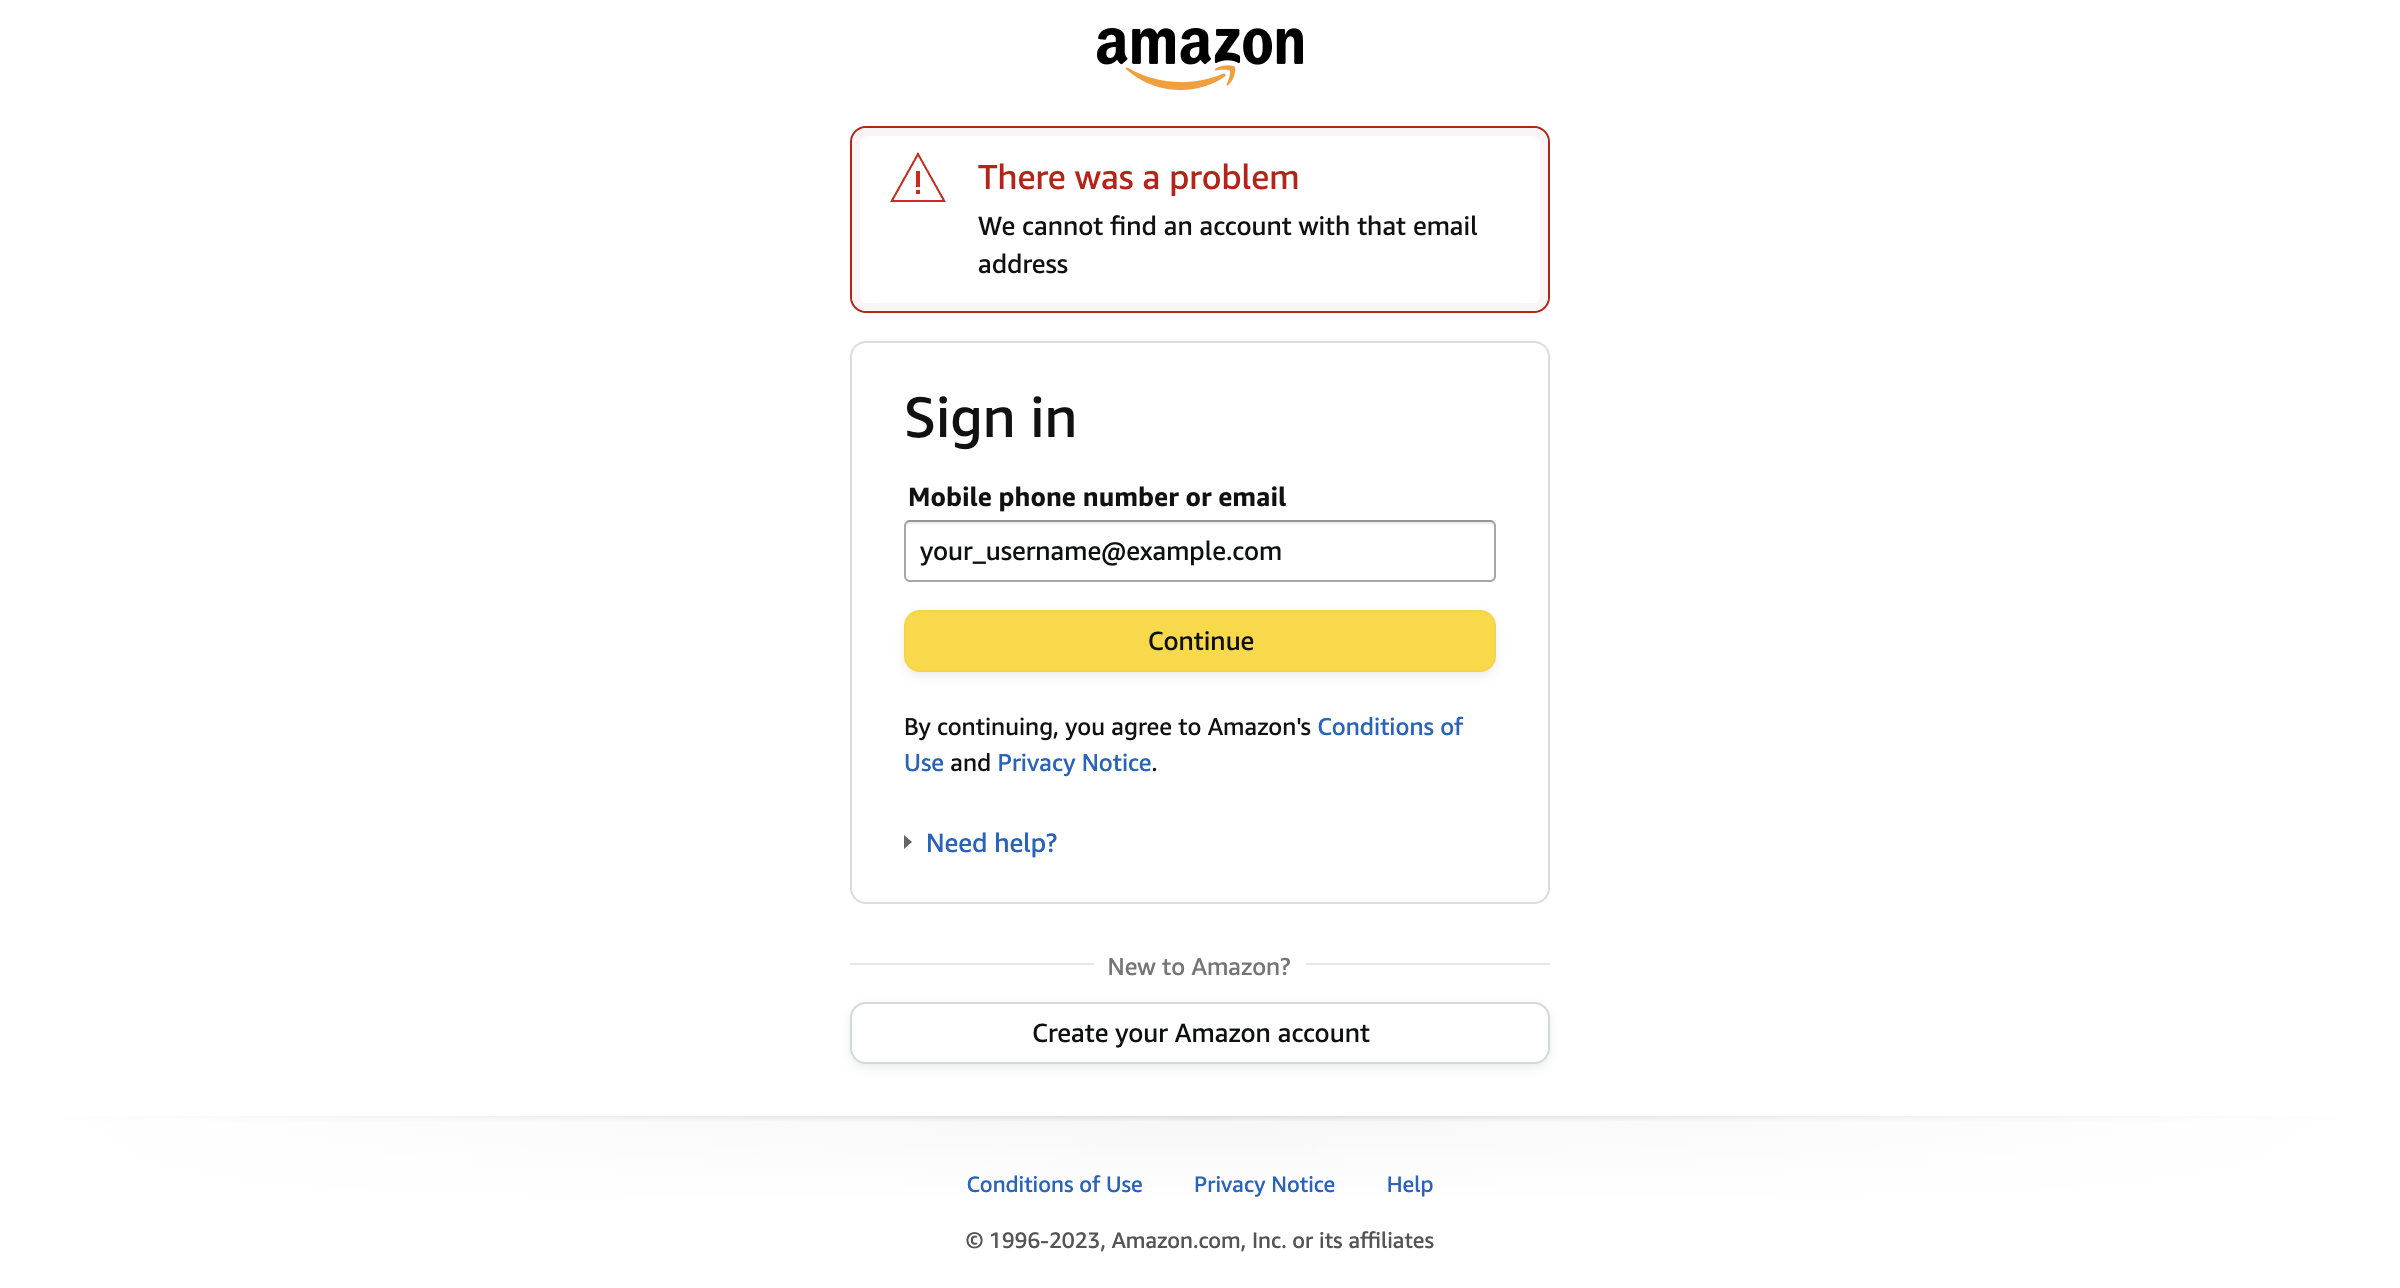 amazon
There was a problem
We cannot find an account with that email
address
Sign in
Mobile phone number or email
your_username@example.com
Continue
By continuing, you agree to Amazon's Conditions of
Use and Privacy Notice.
Need help?
New to Amazon?
Create your Amazon account
Conditions of Use Privacy Notice Help
© 1996-2023, Amazon.com, Inc. or its affiliates